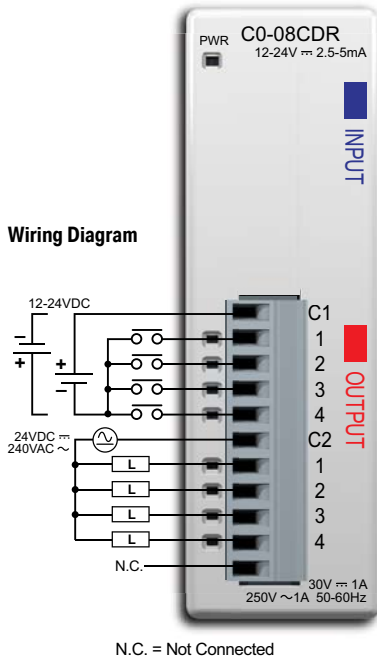 PWR C0-08CDR
12-24V ⎓ 2.5-5mA
INPUT
Wiring Diagram
12-24VDC
– +
+ –
C1
1
2
3
4
OUTPUT
24VDC ⎓
240VAC ~
C2
L 1
L 2
L 3
L 4
N.C.
30V ⎓ 1A
250V ~1A 50-60Hz
N.C. = Not Connected